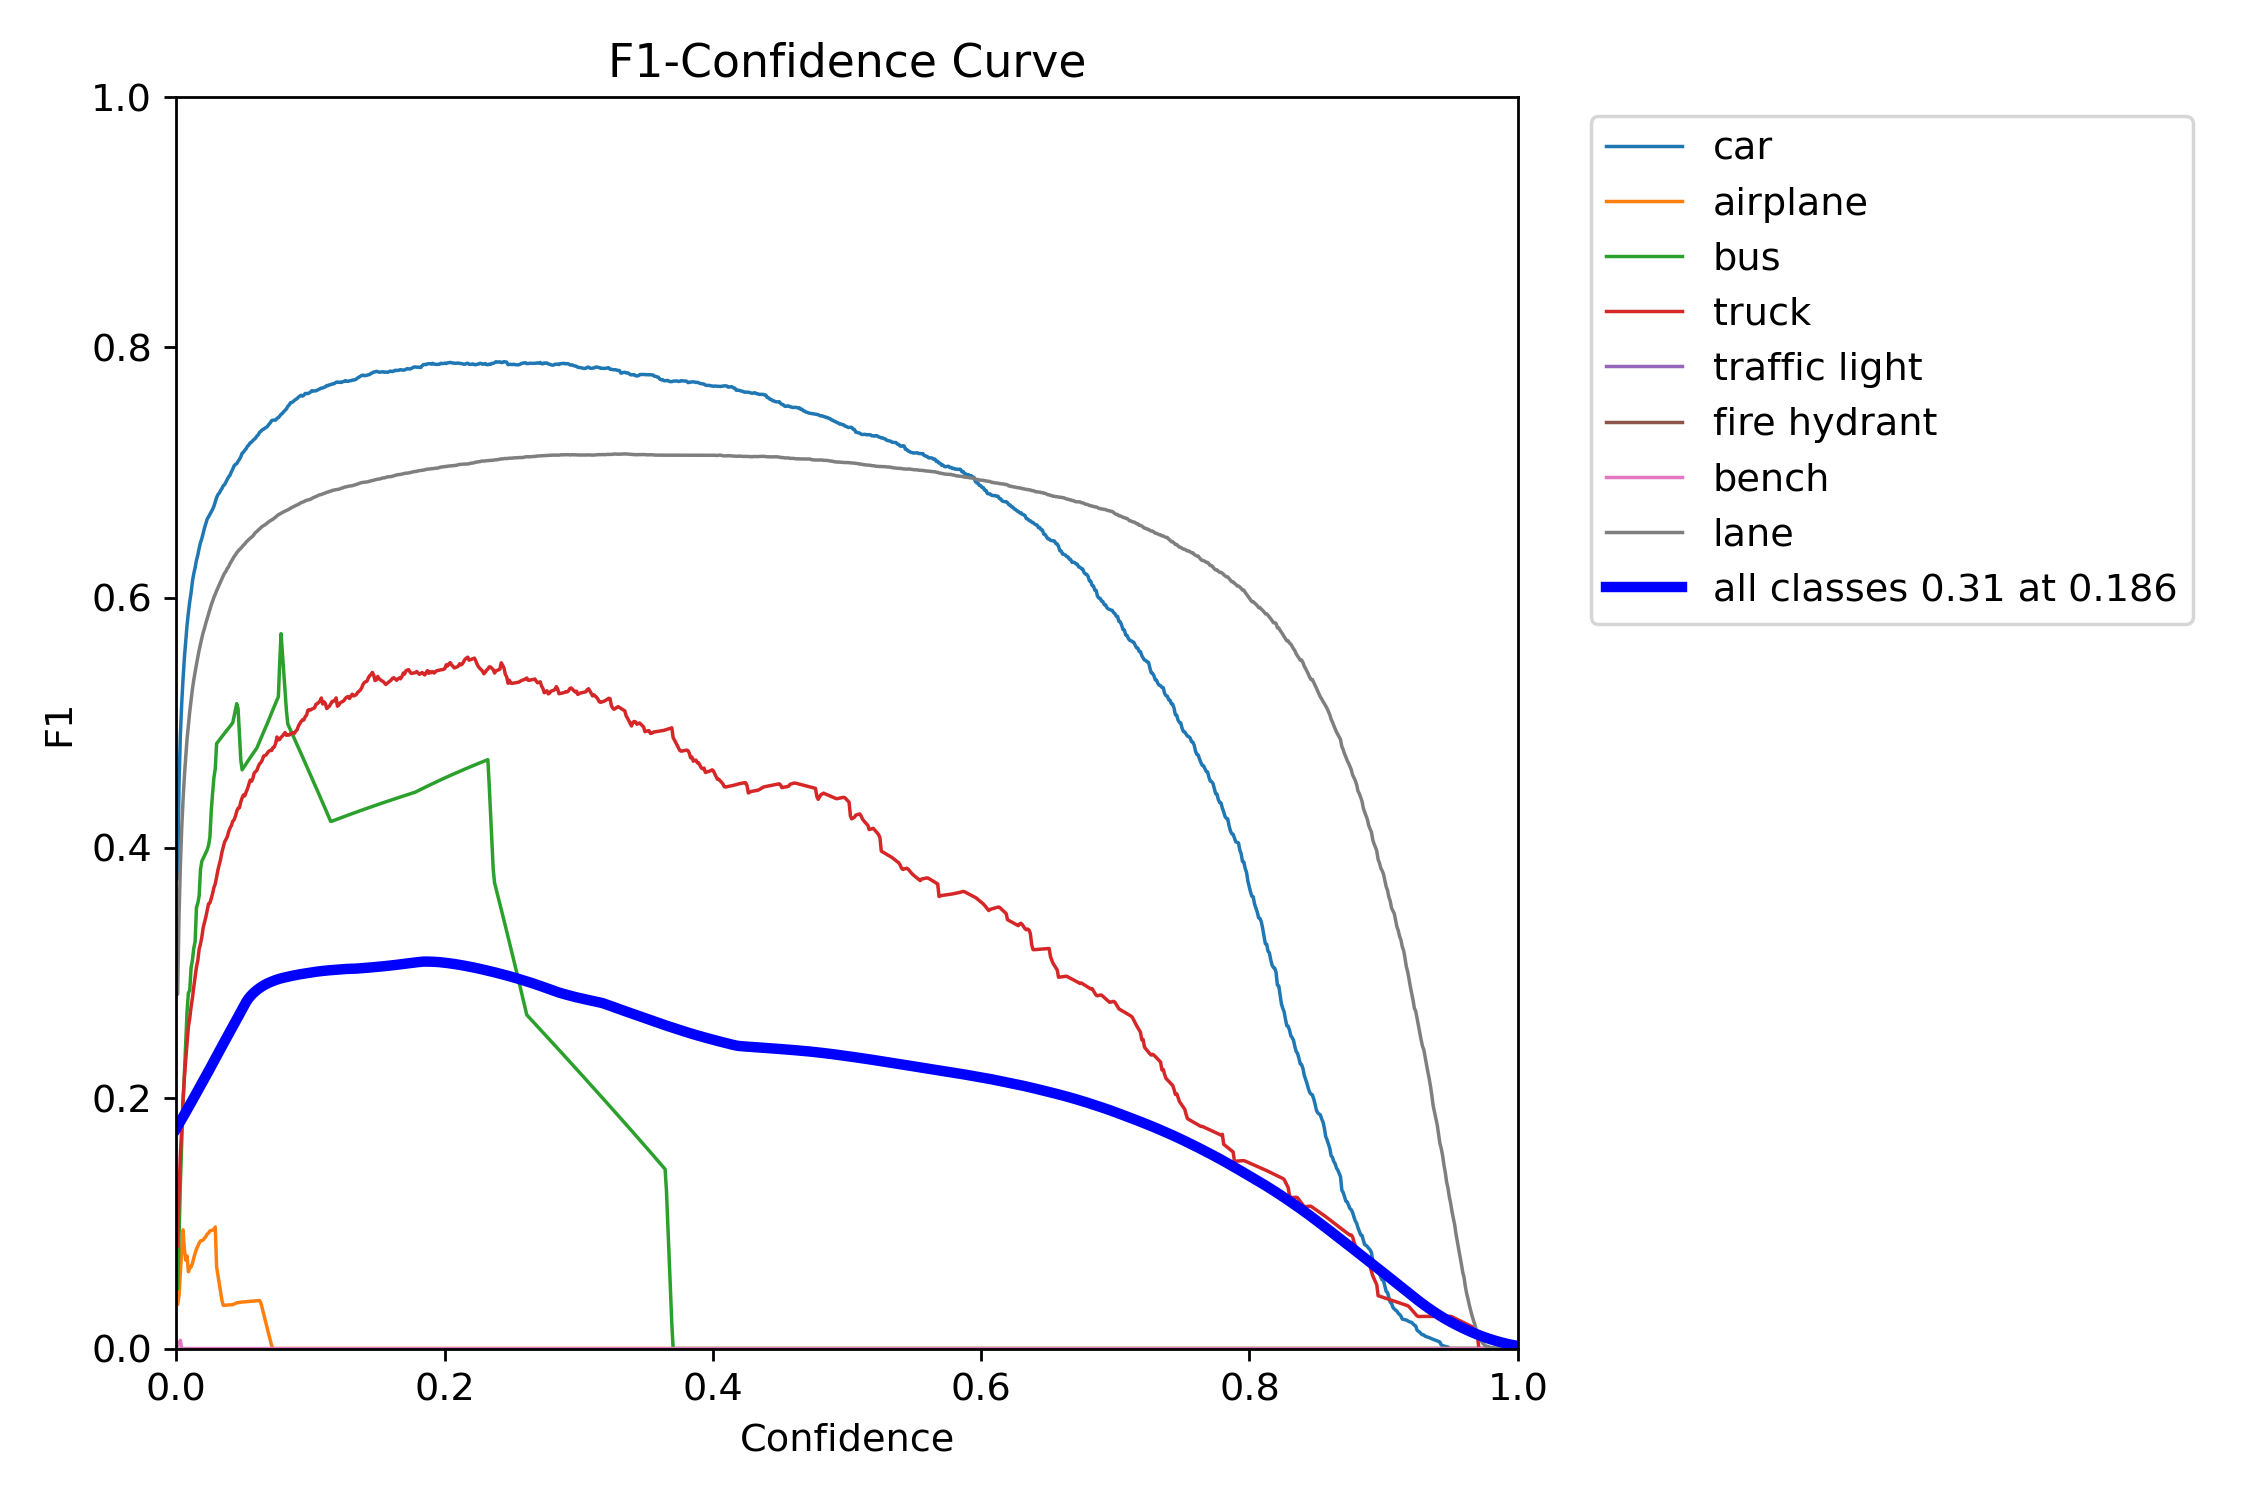 F1-Confidence Curve
1.0
0.8
0.6
0.4
0.2
0.0
F1
0.0 0.2 0.4 0.6 0.8 1.0
Confidence
car
airplane
bus
truck
traffic light
fire hydrant
bench
lane
all classes 0.31 at 0.186